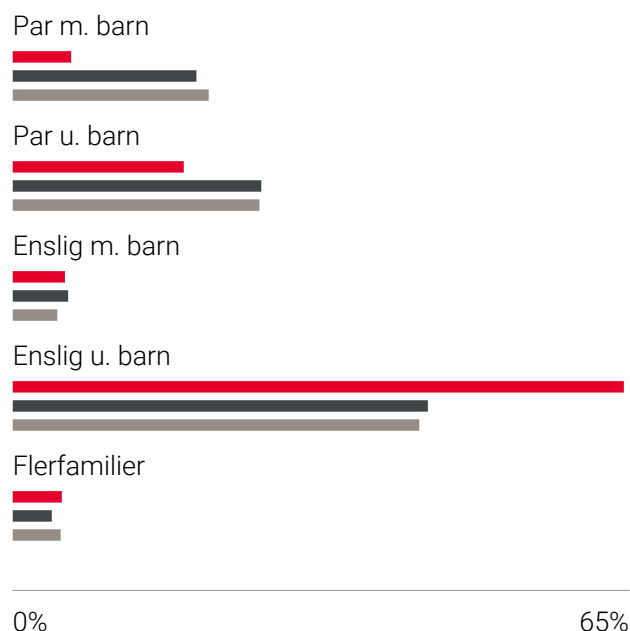 Par m. barn
Par u. barn
Enslig m. barn
Enslig u. barn
Flerfamilier
0% 65%